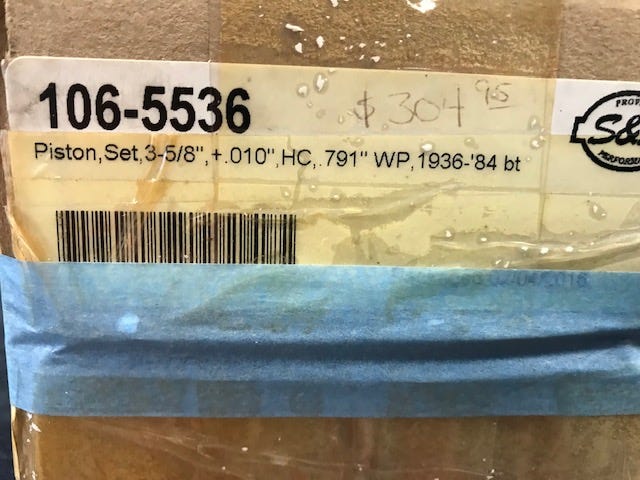 106-5536
$304 95
Piston,Set,3-5/8",+.010",HC,.791" WP,1936-'84 bt
S&S